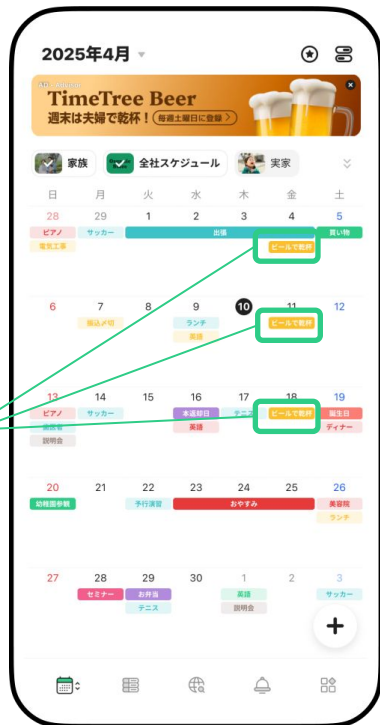 2025年4月
AD
TimeTree Beer
週末は夫婦で乾杯！(毎週土曜日に登録 〉)
家族 全社スケジュール 実家
日 月 火 水 木 金 土
28 29 1 2 3 4 5
ピアノ サッカー 出張 買い物
電気工事 ビールで乾杯
6 7 8 9 10 11 12
振込〆切 ランチ ビールで乾杯
英語
13 14 15 16 17 18 19
ピアノ サッカー 本返却日 テニス ビールで乾杯 誕生日
英語 ディナー
説明会
20 21 22 23 24 25 26
幼稚園参観 予行演習 おやすみ 美容院
ランチ
27 28 29 30 1 2 3
セミナー お弁当 英語 サッカー
テニス 説明会